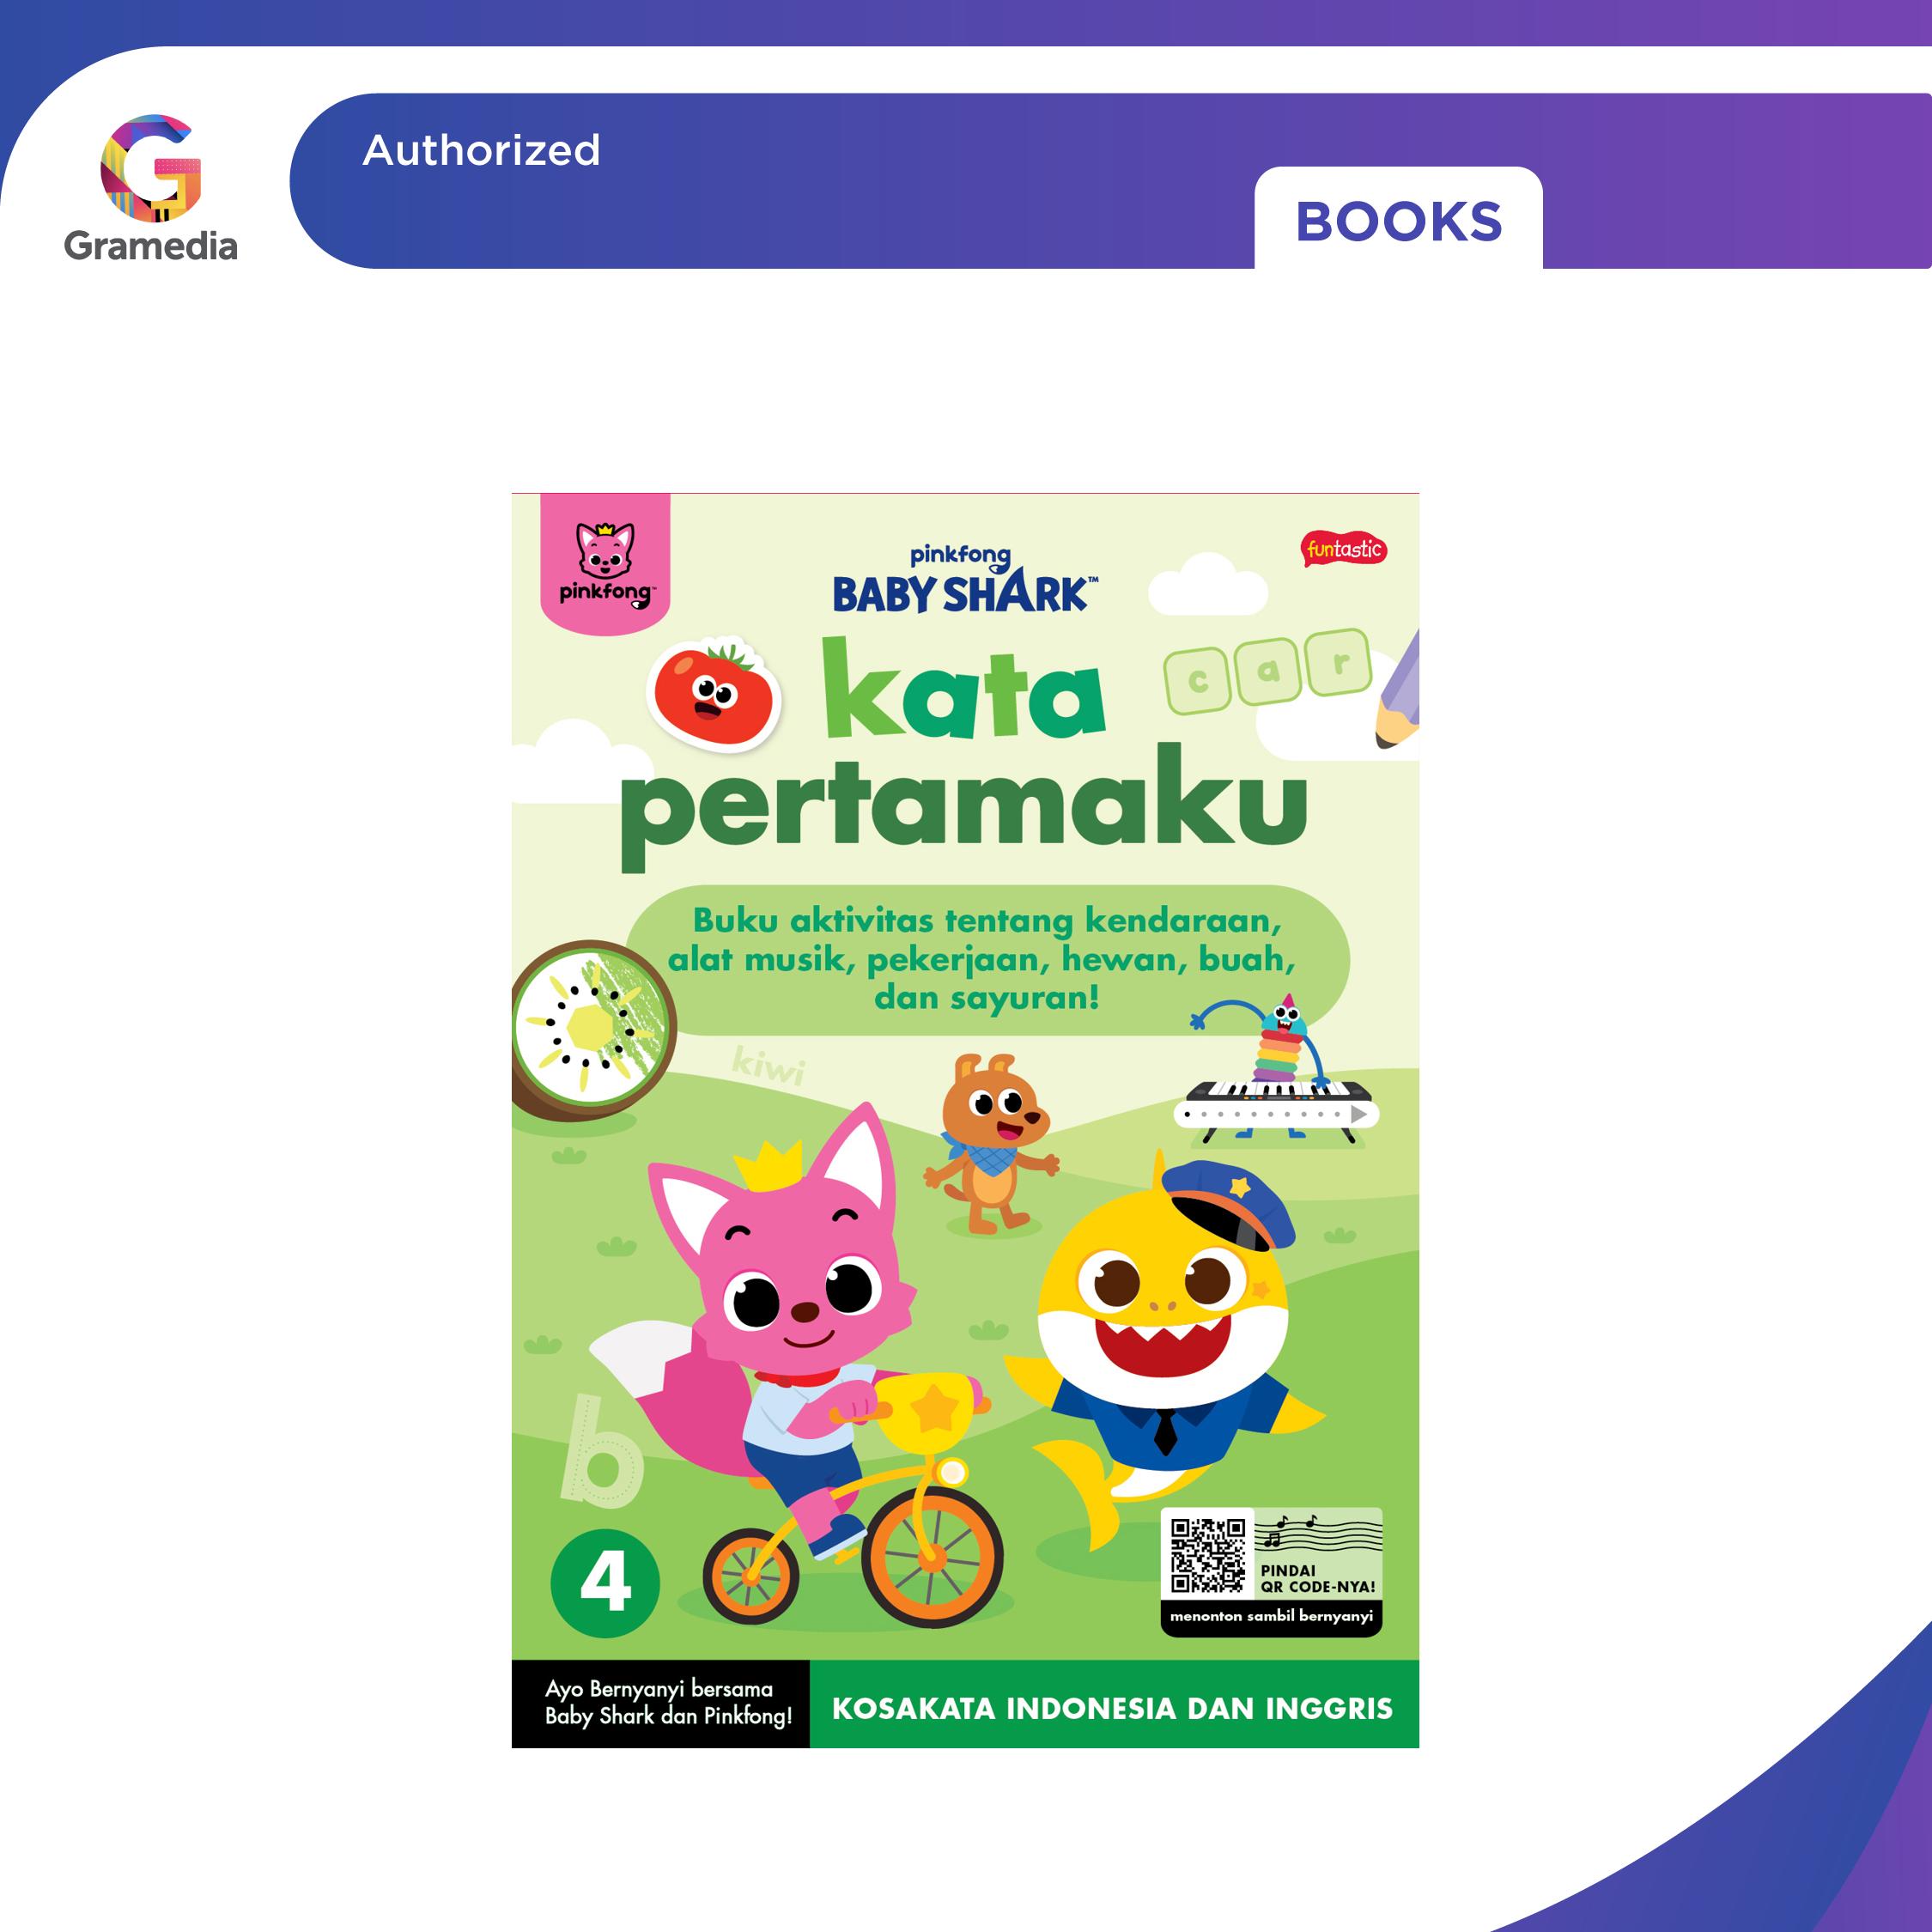 Gramedia
Authorized
BOOKS
pinkfong
pinkfong
BABY SHARK™
funtastic
car
kata
pertamaku
Buku aktivitas tentang kendaraan,
alat musik, pekerjaan, hewan, buah,
dan sayuran!
kiwi
b
4
PINDAI
QR CODE-NYA!
menonton sambil bernyanyi
Ayo Bernyanyi bersama
Baby Shark dan Pinkfong!
KOSAKATA INDONESIA DAN INGGRIS